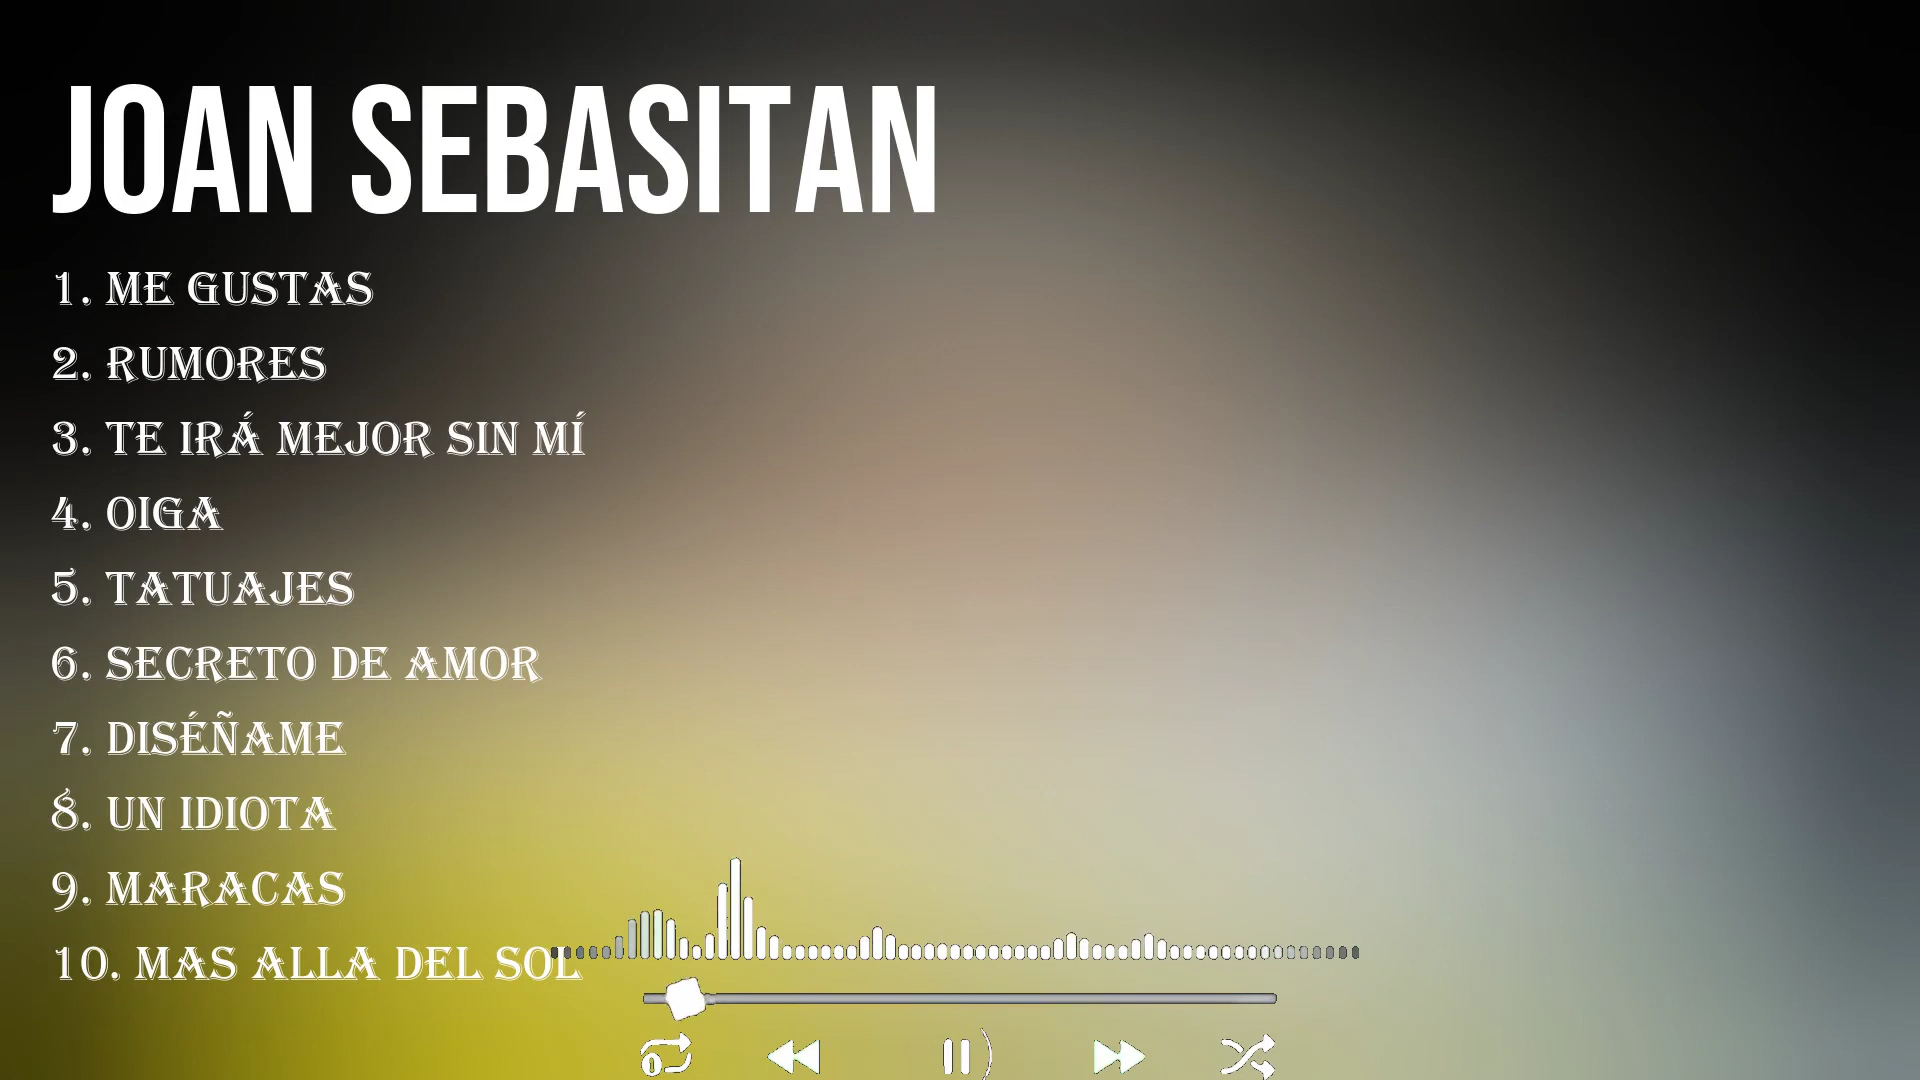 JOAN SEBASITAN
1. ME GUSTAS
2. RUMORES
3. TE IRÁ MEJOR SIN MÍ
4. OIGA
5. TATUAJES
6. SECRETO DE AMOR
7. DISÉÑAME
8. UN IDIOTA
9. MARACAS
10. MAS ALLA DEL SOL